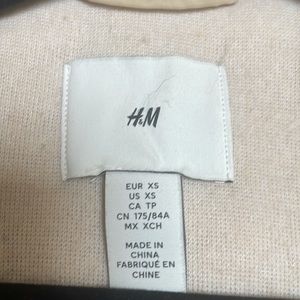 H&M
EUR XS
US XS
CA TP
CN 175/84A
MX XCH
MADE IN
CHINA
FABRIQUÉ EN
CHINE